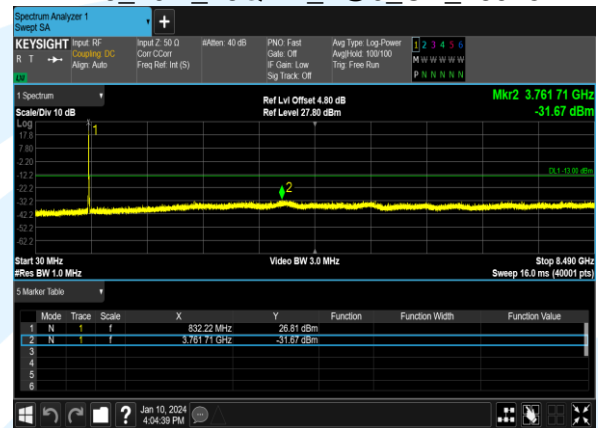 Spectrum Analyzer 1
Swept SA
KEYSIGHT
R T
Input: RF
Coupling: DC
Align: Auto
Input Z: 50 Ω
Corr CCorr
Freq Ref: Int (S)
#Atten: 40 dB
PNO: Fast
Gate: Off
IF Gain: Low
Sig Track: Off
Avg Type: Log-Power
Avg|Hold: 100/100
Trig: Free Run
1 2 3 4 5 6
M W W W W W
P N N N N N
1 Spectrum
Scale/Div 10 dB
Ref Lvl Offset 4.80 dB
Ref Level 27.80 dBm
Mkr2 3.761 71 GHz
-31.67 dBm
Log
1
17.8
7.80
-2.20
DL1 -13.00 dBm
-12.2
-22.2
2
-32.2
-42.2
-52.2
-62.2
Start 30 MHz
#Res BW 1.0 MHz
Video BW 3.0 MHz
Stop 8.490 GHz
Sweep 16.0 ms (40001 pts)
5 Marker Table
Mode Trace Scale X Y Function Function Width Function Value
1 N 1 f 832.22 MHz 26.81 dBm
2 N 1 f 3.761 71 GHz -31.67 dBm
3
4
5
6
?
Jan 10, 2024
4:04:39 PM